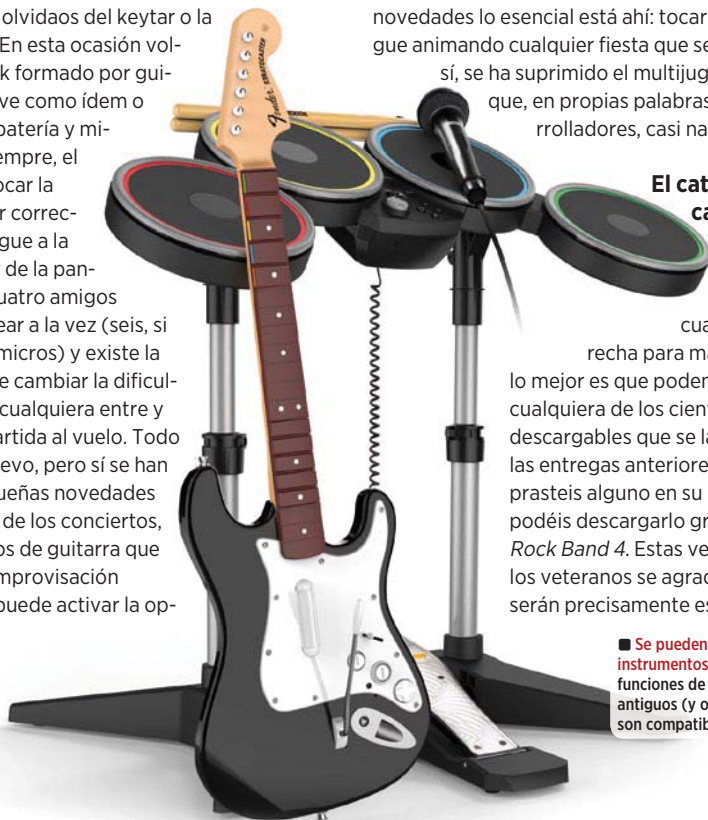 olvidaos del keytar o la
En esta ocasión vol-
k formado por gui-
ve como ídem o
batería y mi-
empre, el
ocar la
r correc-
gue a la
r de la pan-
uatro amigos
ear a la vez (seis, si
micros) y existe la
e cambiar la dificul-
cualquiera entre y
artida al vuelo. Todo
evo, pero sí se han
ueñas novedades
de los conciertos,
os de guitarra que
mprovisación
puede activar la op-
novedades lo esencial está ahí: tocar
gue animando cualquier fiesta que se
sí, se ha suprimido el multijug
que, en propias palabras
rrolladores, casi na
El cat
ca
cua
recha para ma
lo mejor es que poden
cualquiera de los cient
descargables que se la
las entregas anteriore
prasteis alguno en su
podéis descargarlo gr
Rock Band 4. Estas ve
los veteranos se agrad
serán precisamente es
■ Se pueden
instrumentos
funciones de
antiguos (y o
son compatib
Fender STRATOCASTER